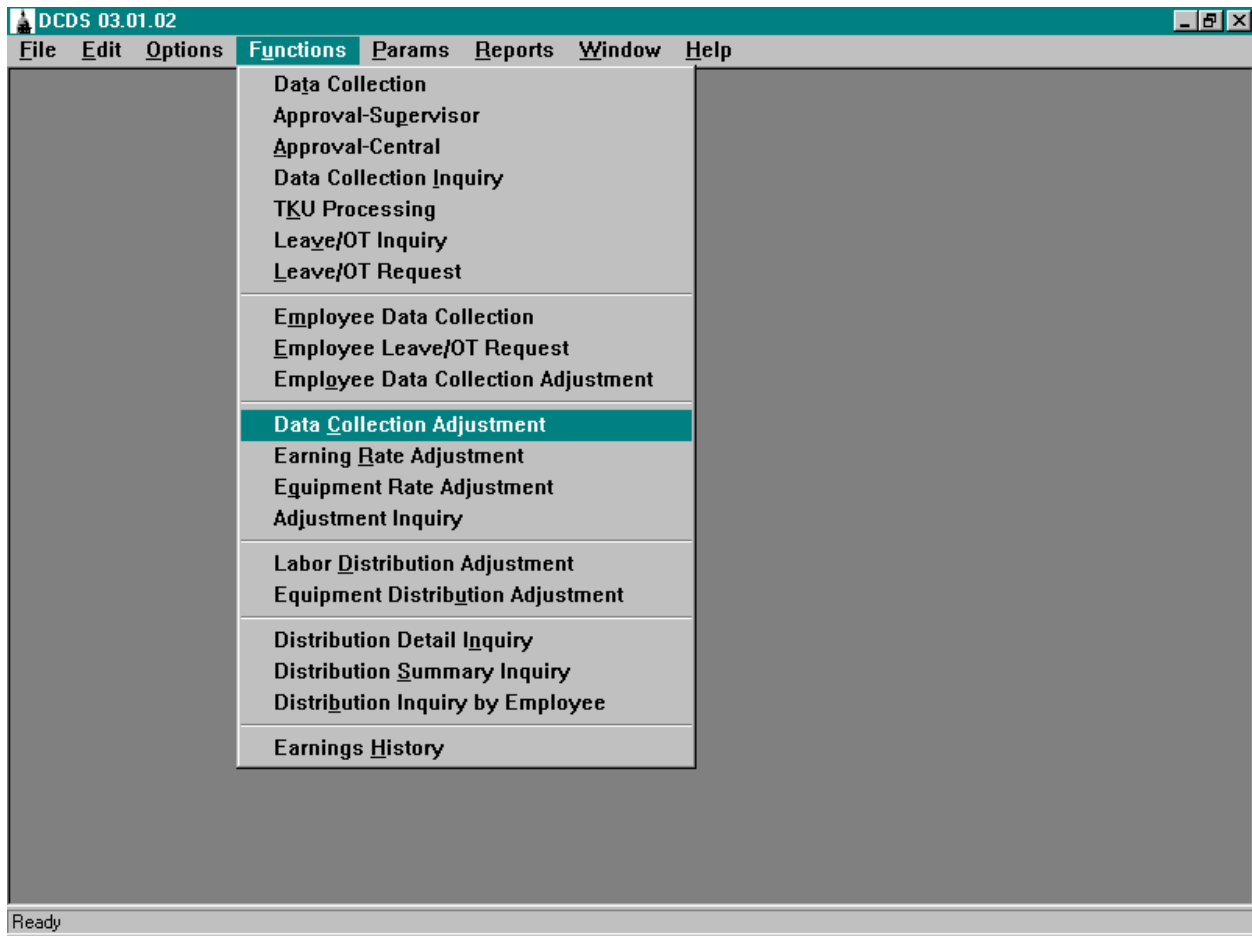 DCDS 03.01.02
File Edit Options Functions Params Reports Window Help
Data Collection
Approval-Supervisor
Approval-Central
Data Collection Inquiry
TKU Processing
Leave/OT Inquiry
Leave/OT Request
Employee Data Collection
Employee Leave/OT Request
Employee Data Collection Adjustment
Data Collection Adjustment
Earning Rate Adjustment
Equipment Rate Adjustment
Adjustment Inquiry
Labor Distribution Adjustment
Equipment Distribution Adjustment
Distribution Detail Inquiry
Distribution Summary Inquiry
Distribution Inquiry by Employee
Earnings History
Ready